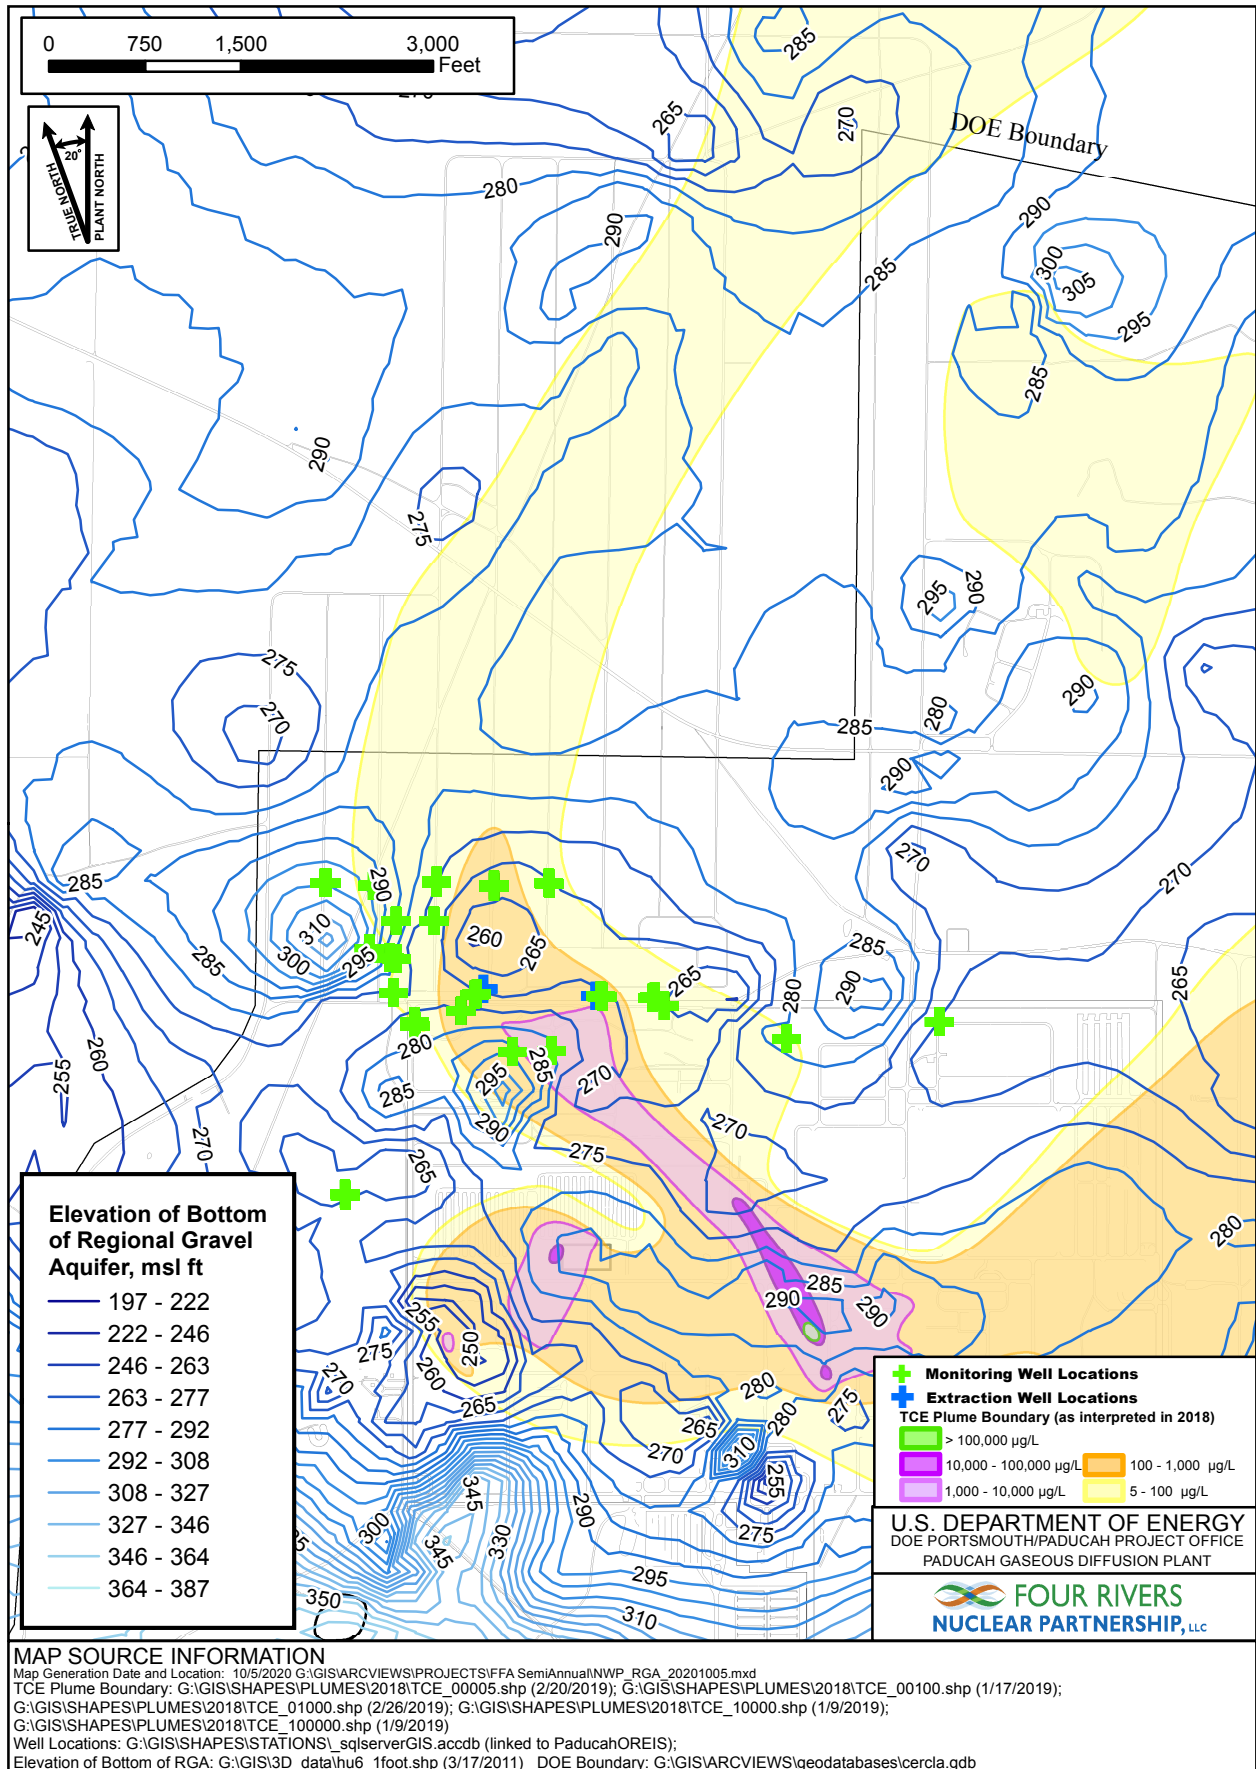 0 750 1,500 3,000
Feet
TRUE NORTH
20°
PLANT NORTH
DOE Boundary
285
265
270
280
290
290
300
305
285
295
285
290
275
295
290
275
270
290
280
285
290
270
270
285
290
245
310
260
265
285
300
295
285
290
265
280
265
260
255
280
285
295
285
290
270
270
270
275
265
280
285
290
290
255
250
275
260
270
265
280
280
275
265
270
310
255
275
345
300
345
330
290
295
310
350
Elevation of Bottom
of Regional Gravel
Aquifer, msl ft
197 - 222
222 - 246
246 - 263
263 - 277
277 - 292
292 - 308
308 - 327
327 - 346
346 - 364
364 - 387
Monitoring Well Locations
Extraction Well Locations
TCE Plume Boundary (as interpreted in 2018)
> 100,000 µg/L
10,000 - 100,000 µg/L 100 - 1,000 µg/L
1,000 - 10,000 µg/L 5 - 100 µg/L
U.S. DEPARTMENT OF ENERGY
DOE PORTSMOUTH/PADUCAH PROJECT OFFICE
PADUCAH GASEOUS DIFFUSION PLANT
FOUR RIVERS
NUCLEAR PARTNERSHIP, LLC
MAP SOURCE INFORMATION
Map Generation Date and Location: 10/5/2020 G:\GIS\ARCVIEWS\PROJECTS\FFA SemiAnnual\NWP_RGA_20201005.mxd
TCE Plume Boundary: G:\GIS\SHAPES\PLUMES\2018\TCE_00005.shp (2/20/2019); G:\GIS\SHAPES\PLUMES\2018\TCE_00100.shp (1/17/2019);
G:\GIS\SHAPES\PLUMES\2018\TCE_01000.shp (2/26/2019); G:\GIS\SHAPES\PLUMES\2018\TCE_10000.shp (1/9/2019);
G:\GIS\SHAPES\PLUMES\2018\TCE_100000.shp (1/9/2019)
Well Locations: G:\GIS\SHAPES\STATIONS\_sqlserverGIS.accdb (linked to PaducahOREIS);
Elevation of Bottom of RGA: G:\GIS\3D_data\hu6_1foot.shp (3/17/2011) DOE Boundary: G:\GIS\ARCVIEWS\geodatabases\cercla.gdb